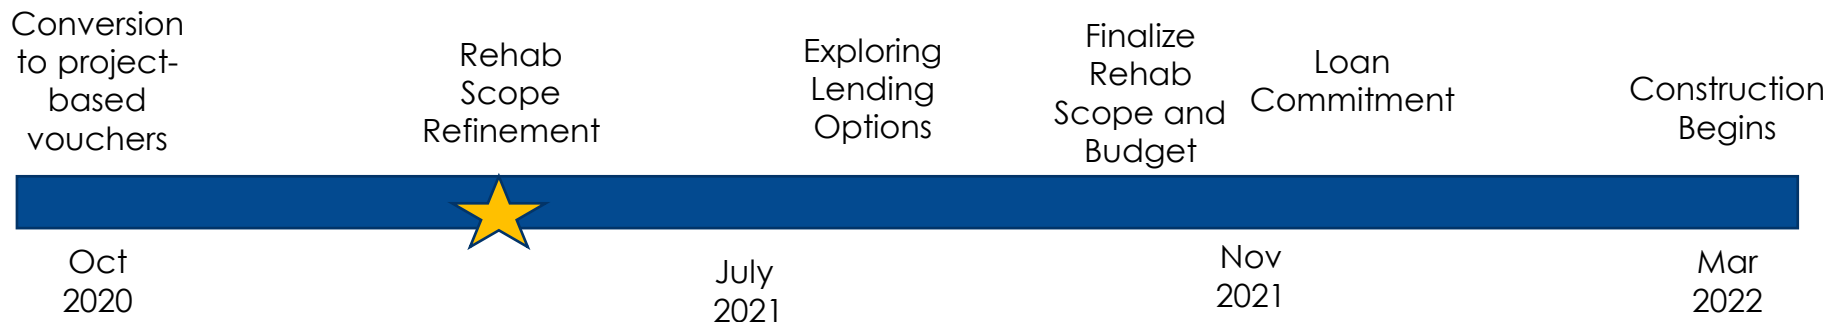 Conversion
to project-
based
vouchers
Rehab
Scope
Refinement
Exploring
Lending
Options
Finalize
Rehab
Scope and
Budget
Loan
Commitment
Construction
Begins
Oct
2020
July
2021
Nov
2021
Mar
2022